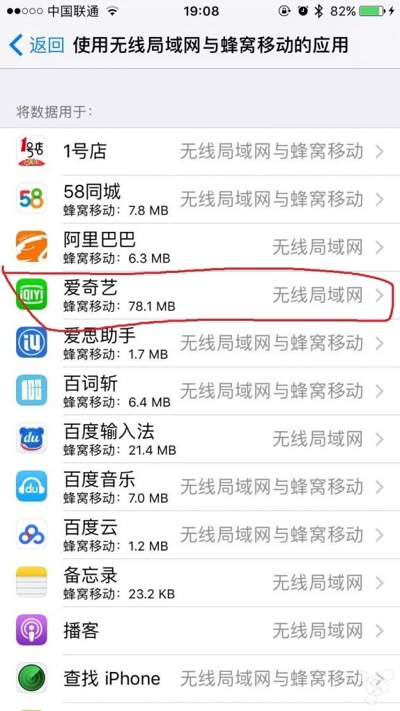 中国联通 19:08 82%
返回 使用无线局域网与蜂窝移动的应用
将数据用于：
1号店 无线局域网与蜂窝移动
58同城 无线局域网与蜂窝移动
蜂窝移动：7.8 MB
阿里巴巴 无线局域网
蜂窝移动：6.3 MB
爱奇艺 无线局域网
蜂窝移动：78.1 MB
爱思助手 无线局域网与蜂窝移动
蜂窝移动：1.7 MB
百词斩 无线局域网与蜂窝移动
蜂窝移动：6.4 MB
百度输入法 无线局域网
蜂窝移动：21.4 MB
百度音乐 无线局域网与蜂窝移动
蜂窝移动：7.0 MB
百度云 无线局域网与蜂窝移动
蜂窝移动：1.2 MB
备忘录 无线局域网
蜂窝移动：23.2 KB
播客 无线局域网
查找 iPhone 无线局域网与蜂窝移动